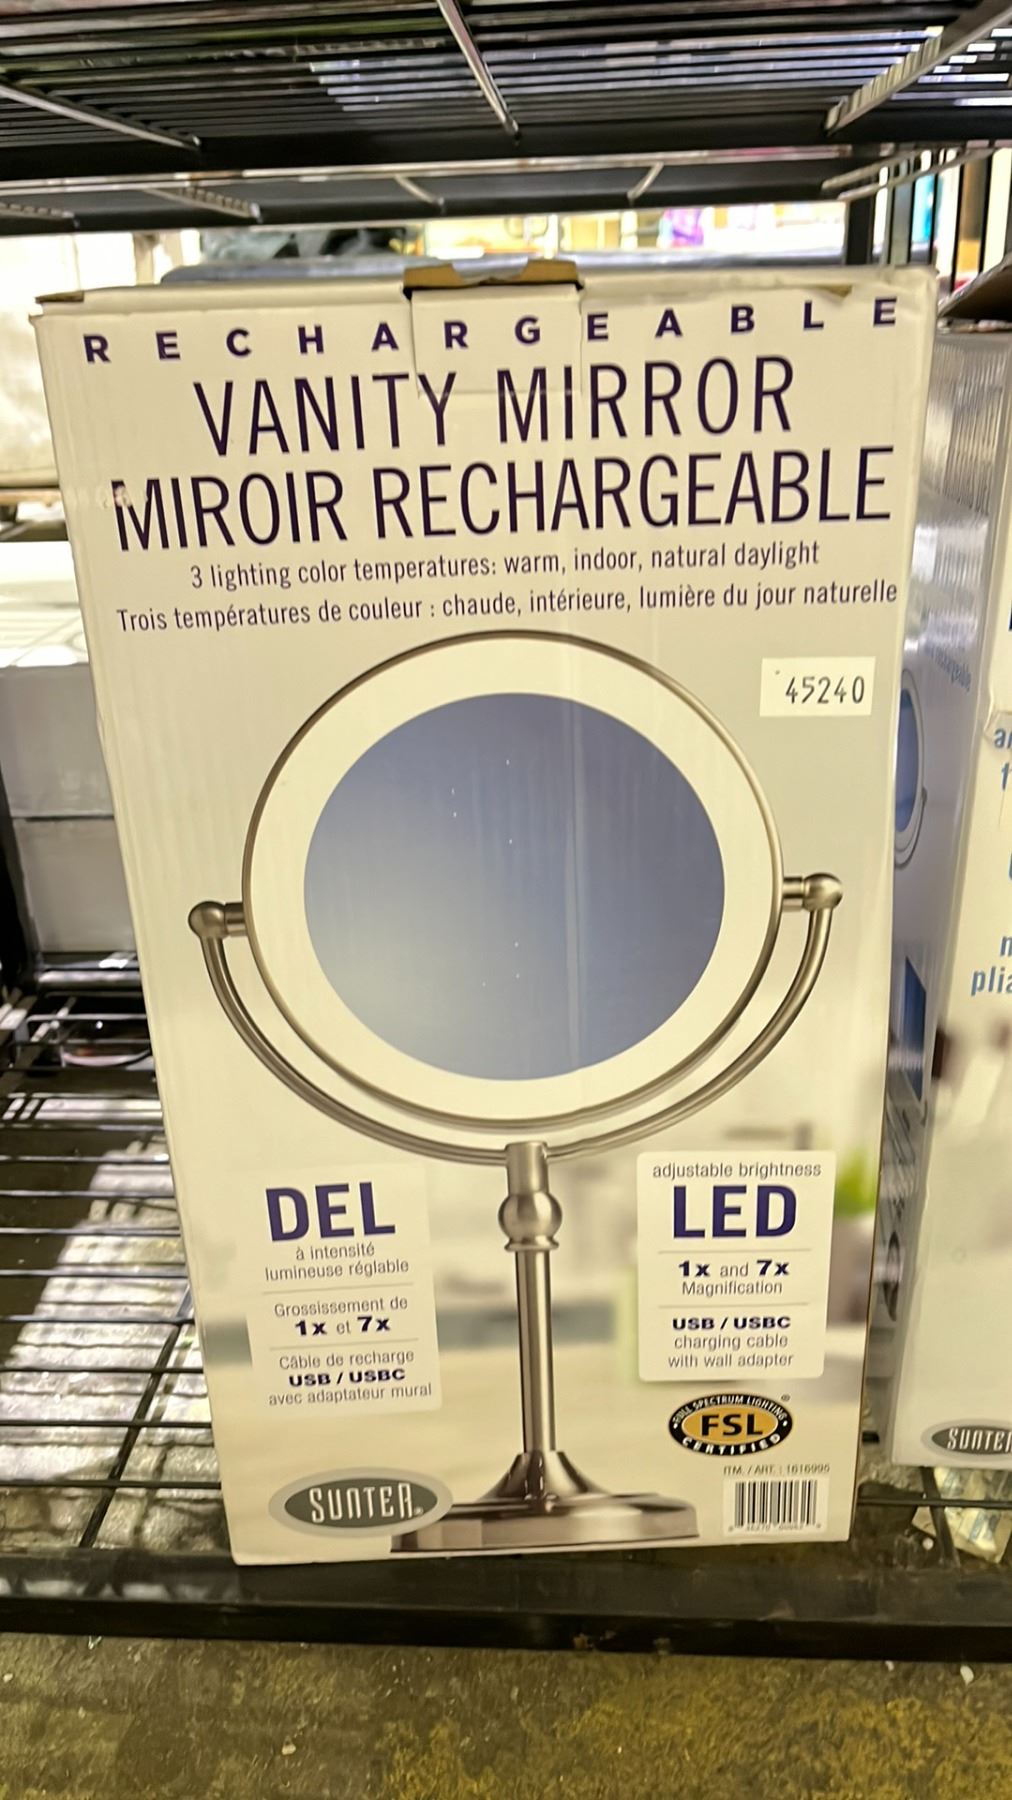 RECHARGEABLE
VANITY MIRROR
MIROIR RECHARGEABLE
3 lighting color temperatures: warm, indoor, natural daylight
Trois températures de couleur : chaude, intérieure, lumière du jour naturelle
45240
DEL
à intensité
lumineuse réglable
Grossissement de
1x et 7x
Câble de recharge
USB / USBC
avec adaptateur mural
adjustable brightness
LED
1x and 7x
Magnification
USB / USBC
charging cable
with wall adapter
FULL SPECTRUM LIGHTING
FSL
CERTIFIED
®
ITM. / ART. : 1616995
SUNTER®
plia
SUNTER